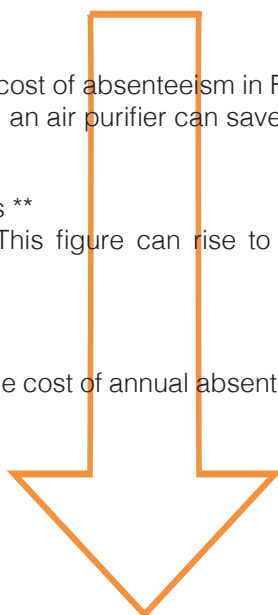 cost of absenteeism in F
an air purifier can save
s **
This figure can rise to
e cost of annual absent